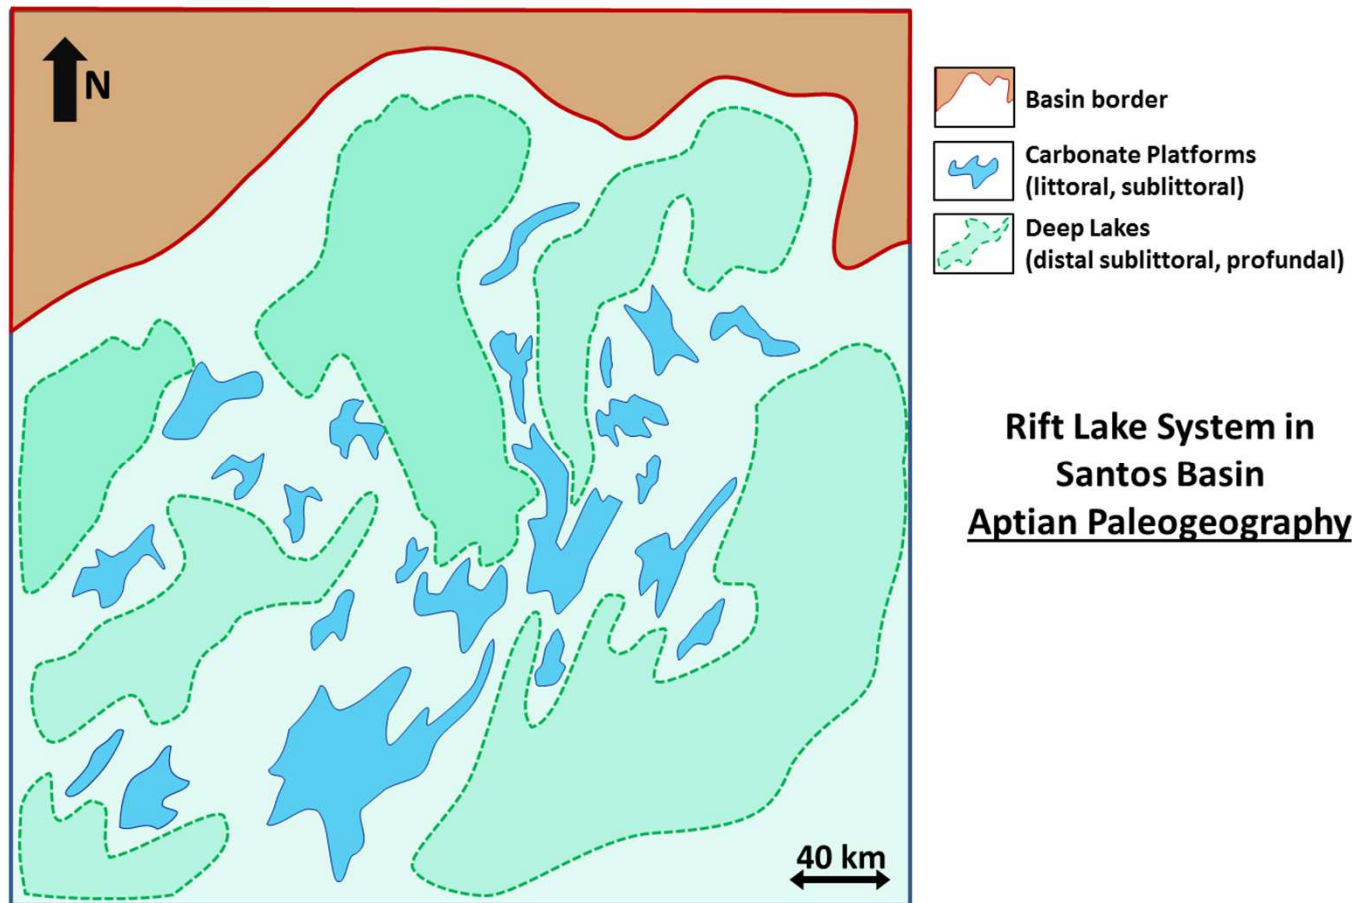 N
Basin border
Carbonate Platforms
(littoral, sublittoral)
Deep Lakes
(distal sublittoral, profundal)
Rift Lake System in
Santos Basin
Aptian Paleogeography
40 km